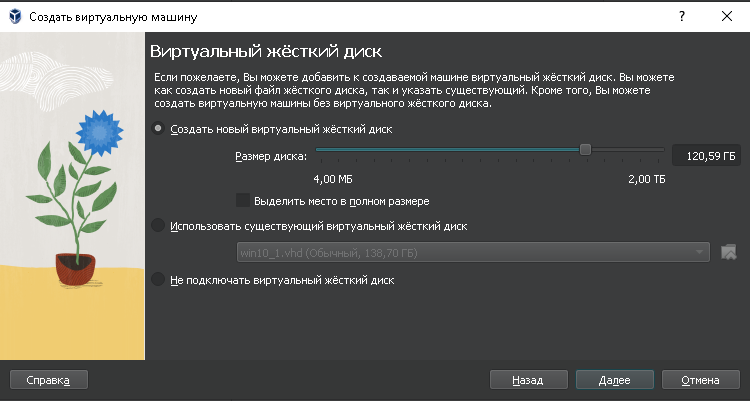 Создать виртуальную машину
?
Виртуальный жёсткий диск
Если пожелаете, Вы можете добавить к создаваемой машине виртуальный жёсткий диск. Вы можете
как создать новый файл жёсткого диска, так и указать существующий. Кроме того, Вы можете
создать виртуальную машины без виртуального жёсткого диска.
Создать новый виртуальный жёсткий диск
Размер диска: 120,59 ГБ
4,00 МБ 2,00 ТБ
Выделить место в полном размере
Использовать существующий виртуальный жёсткий диск
win10_1.vhd (Обычный, 138,70 ГБ)
Не подключать виртуальный жёсткий диск
Справка Назад Далее Отмена